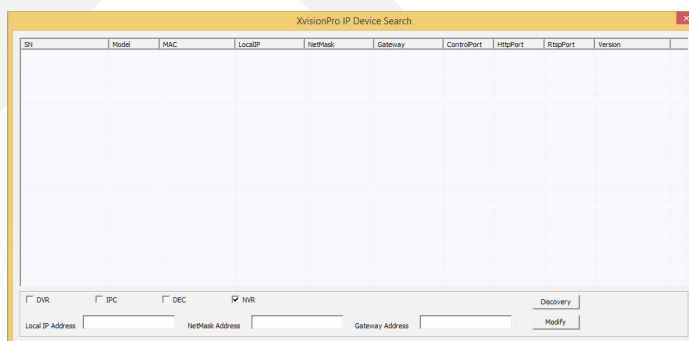 XvisionPro IP Device Search
SN Model MAC LocalIP NetMask Gateway ControlPort HttpPort RtspPort Version
DVR IPC DEC NVR Discovery
Local IP Address NetMask Address Gateway Address Modify